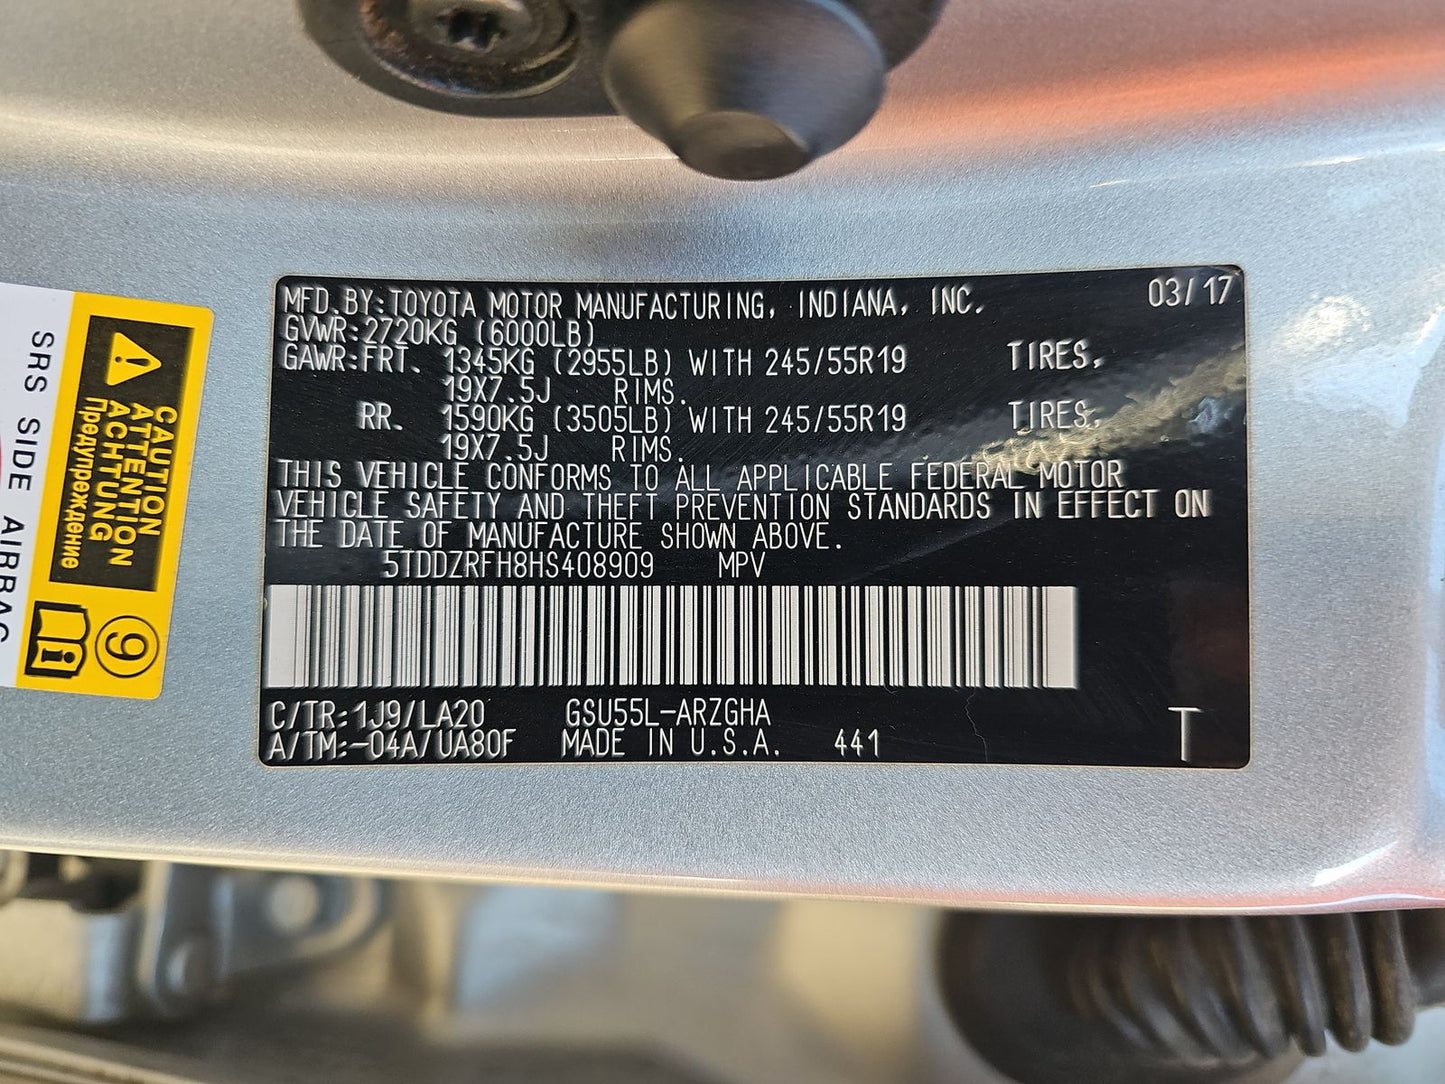 MFD.BY:TOYOTA MOTOR MANUFACTURING, INDIANA, INC. 03/17
GVWR:2720KG (6000LB)
GAWR:FRT. 1345KG (2955LB) WITH 245/55R19 TIRES,
19X7.5J RIMS.
RR. 1590KG (3505LB) WITH 245/55R19 TIRES,
19X7.5J RIMS.
THIS VEHICLE CONFORMS TO ALL APPLICABLE FEDERAL MOTOR
VEHICLE SAFETY AND THEFT PREVENTION STANDARDS IN EFFECT ON
THE DATE OF MANUFACTURE SHOWN ABOVE.
5TDDZRFH8HS408909 MPV
C/TR:1J9/LA20 GSU55L-ARZGHA
A/TM:-04A/UA80F MADE IN U.S.A. 441 T
CAUTION
ATTENTION
ACHTUNG
Предупреждение
9
i
SRS SIDE AIRBAG